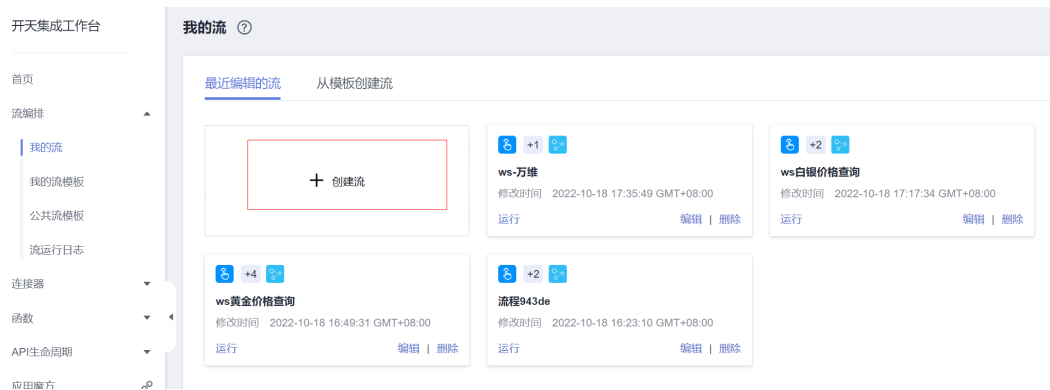 开天集成工作台
我的流 ?
首页
流编排
我的流
我的流模板
公共流模板
流运行日志
连接器
函数
API生命周期
应用魔方
最近编辑的流 从模板创建流
+ 创建流
+1
ws-万维
修改时间 2022-10-18 17:35:49 GMT+08:00
运行 编辑 | 删除
+2
ws白银价格查询
修改时间 2022-10-18 17:17:34 GMT+08:00
运行 编辑 | 删除
+4
ws黄金价格查询
修改时间 2022-10-18 16:49:31 GMT+08:00
运行 编辑 | 删除
+2
流程943de
修改时间 2022-10-18 16:23:10 GMT+08:00
运行 编辑 | 删除